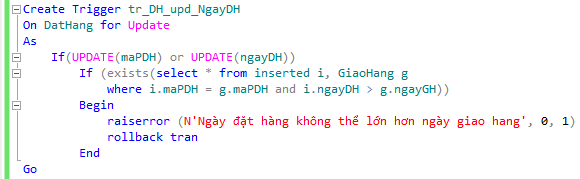 Create Trigger tr_DH_upd_NgayDH
On DatHang for Update
As
If(UPDATE(maPDH) or UPDATE(ngayDH))
If (exists(select * from inserted i, GiaoHang g
where i.maPDH = g.maPDH and i.ngayDH > g.ngayGH))
Begin
raiserror (N'Ngày đặt hàng không thể lớn hơn ngày giao hang', 0, 1)
rollback tran
End
Go